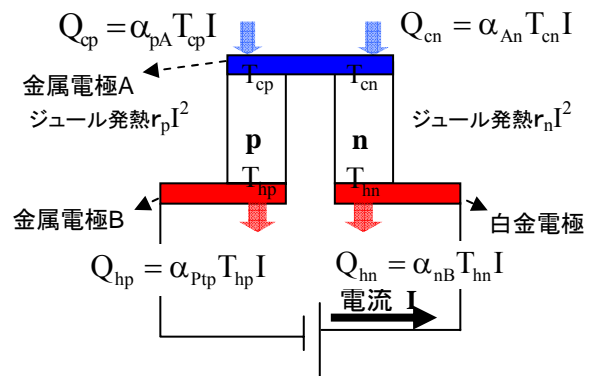 Q_cp = α_pA T_cp I
Q_cn = α_An T_cn I
金属電極A
T_cp
T_cn
ジュール発熱r_pI²
ジュール発熱r_nI²
p
n
T_hp
T_hn
金属電極B
白金電極
Q_hp = α_Ptp T_hp I
Q_hn = α_nB T_hn I
電流 I